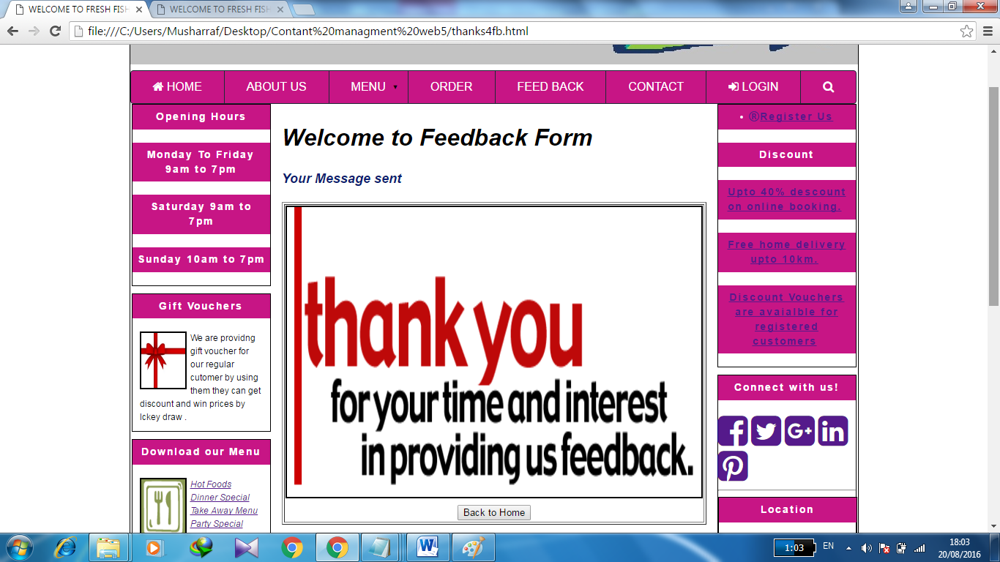 WELCOME TO FRESH FISH
WELCOME TO FRESH FISH
file:///C:/Users/Musharraf/Desktop/Contant%20managment%20web5/thanks4fb.html
HOME
ABOUT US
MENU
ORDER
FEED BACK
CONTACT
LOGIN
Opening Hours
Monday To Friday
9am to 7pm
Saturday 9am to
7pm
Sunday 10am to 7pm
Gift Vouchers
We are providng
gift voucher for
our regular
cutomer by using
them they can get
discount and win prices by
lckey draw .
Download our Menu
Hot Foods
Dinner Special
Take Away Menu
Party Special
Welcome to Feedback Form
Your Message sent
thank you
for your time and interest
in providing us feedback.
Back to Home
• ®Register Us
Discount
Upto 40% descount
on online booking.
Free home delivery
upto 10km.
Discount Vouchers
are avaialble for
registered
customers
Connect with us!
Location
1:03
EN
18:03
20/08/2016